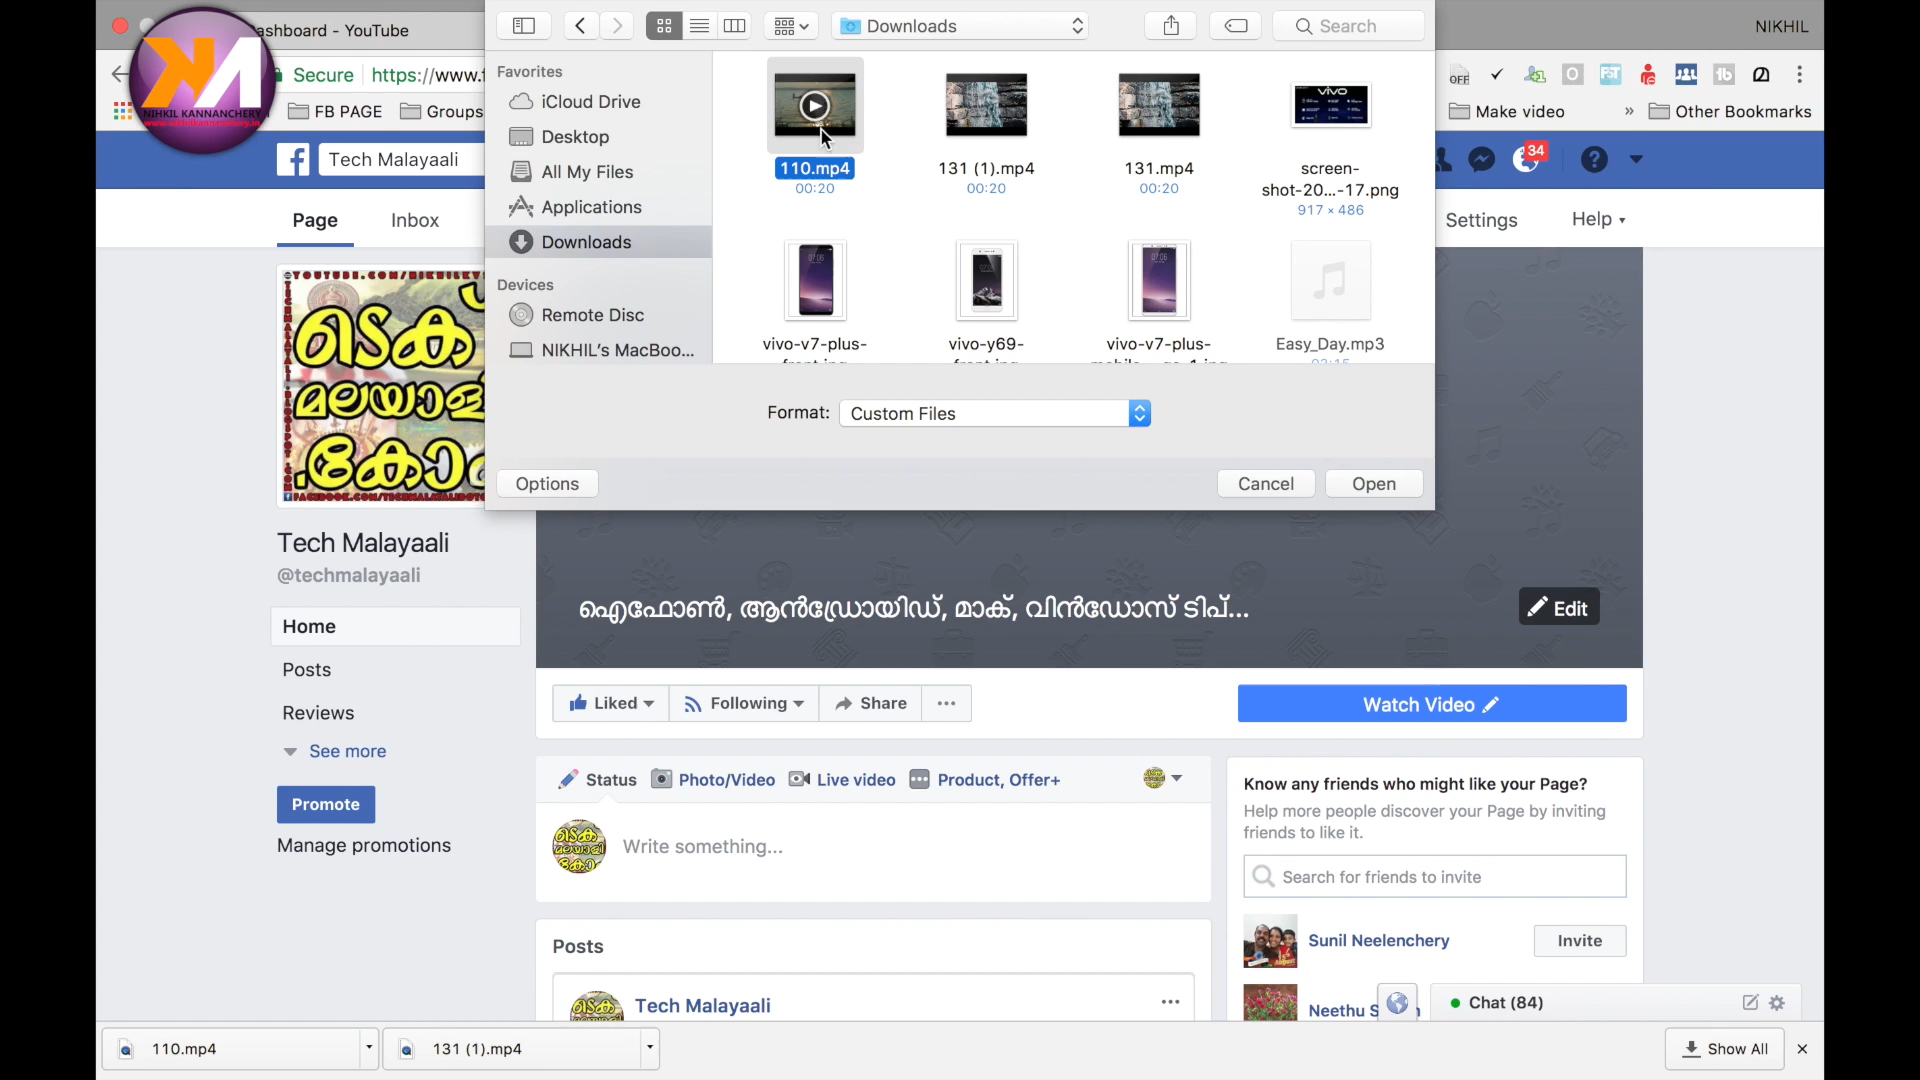 ashboard - YouTube
NIKHIL
Secure
https://www.f
FB PAGE
Groups
Make video
»
Other Bookmarks
KM
NIHKIL KANNANCHERY
Downloads
Search
Favorites
iCloud Drive
Desktop
All My Files
Applications
Downloads
Devices
Remote Disc
NIKHIL's MacBoo...
110.mp4
00:20
131 (1).mp4
00:20
131.mp4
00:20
vivo
screen-
shot-20...-17.png
917 × 486
vivo-v7-plus-
vivo-y69-
vivo-v7-plus-
Easy_Day.mp3
Format:
Custom Files
Options
Cancel
Open
OFF
Tech Malayaali
34
Page
Inbox
Settings
Help
ടെക്
മലയാളി
.കോ
Tech Malayaali
@techmalayaali
Home
Posts
Reviews
See more
Promote
Manage promotions
ഐഫോൺ, ആൻഡ്രോയിഡ്, മാക്, വിൻഡോസ് ടിപ്...
Edit
Liked
Following
Share
Watch Video
Status
Photo/Video
Live video
Product, Offer+
Write something...
Know any friends who might like your Page?
Help more people discover your Page by inviting
friends to like it.
Search for friends to invite
Sunil Neelenchery
Invite
Neethu S
Posts
Tech Malayaali
Chat (84)
110.mp4
131 (1).mp4
Show All